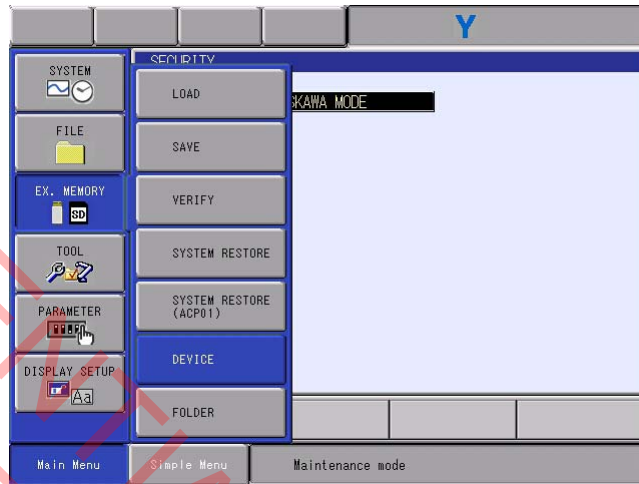 Y
SYSTEM
FILE
EX. MEMORY
SD
TOOL
PARAMETER
DISPLAY SETUP
Aa
SECURITY
LOAD
SKAWA MODE
SAVE
VERIFY
SYSTEM RESTORE
SYSTEM RESTORE
(ACP01)
DEVICE
FOLDER
Main Menu
Simple Menu
Maintenance mode